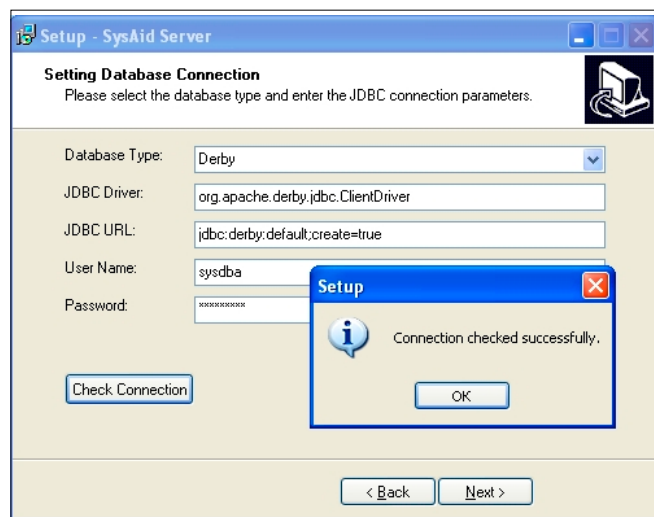 Setup - SysAid Server
Setting Database Connection
Please select the database type and enter the JDBC connection parameters.
Database Type:
Derby
JDBC Driver:
org.apache.derby.jdbc.ClientDriver
JDBC URL:
jdbc:derby:default;create=true
User Name:
sysdba
Password:
*********
Setup
Connection checked successfully.
OK
Check Connection
< Back
Next >